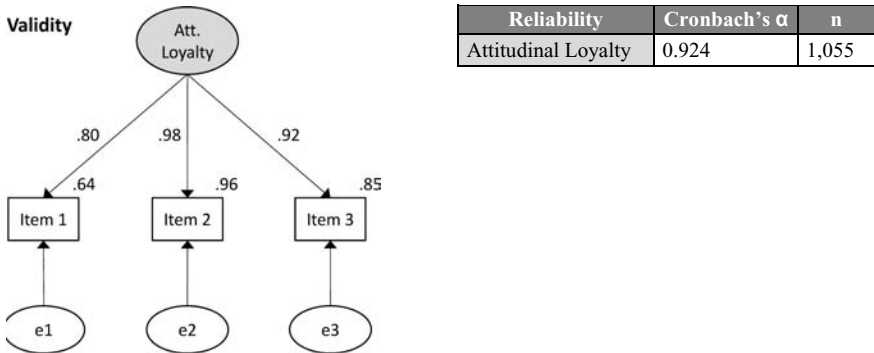 Validity
Att.
Loyalty
.80
.98
.92
.64
.96
.85
Item 1
Item 2
Item 3
e1
e2
e3
Reliability Cronbach's α n
Attitudinal Loyalty 0.924 1,055